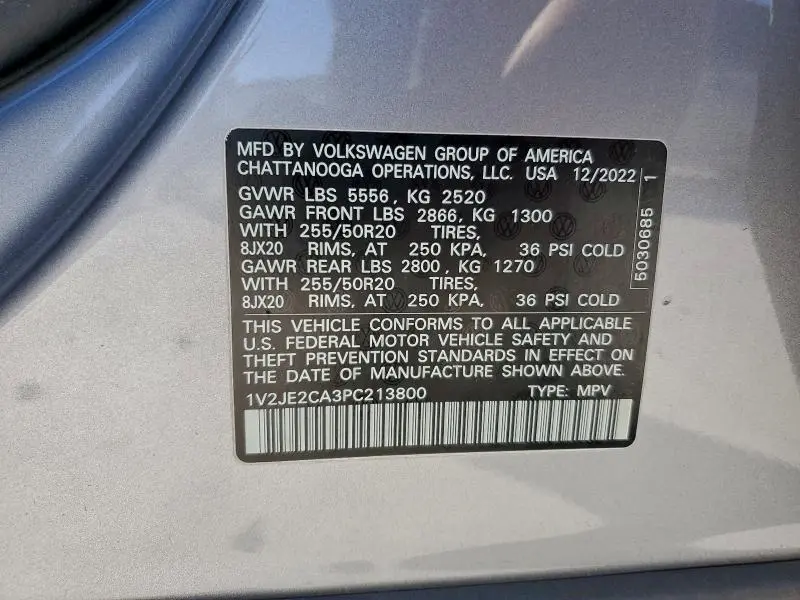 MFD BY VOLKSWAGEN GROUP OF AMERICA
CHATTANOOGA OPERATIONS, LLC. USA 12/2022
GVWR LBS 5556, KG 2520
GAWR FRONT LBS 2866, KG 1300
WITH 255/50R20 TIRES,
8JX20 RIMS, AT 250 KPA, 36 PSI COLD
GAWR REAR LBS 2800, KG 1270
WITH 255/50R20 TIRES,
8JX20 RIMS, AT 250 KPA, 36 PSI COLD
THIS VEHICLE CONFORMS TO ALL APPLICABLE
U.S. FEDERAL MOTOR VEHICLE SAFETY AND
THEFT PREVENTION STANDARDS IN EFFECT ON
THE DATE OF MANUFACTURE SHOWN ABOVE.
1V2JE2CA3PC213800 TYPE: MPV
5030685 1